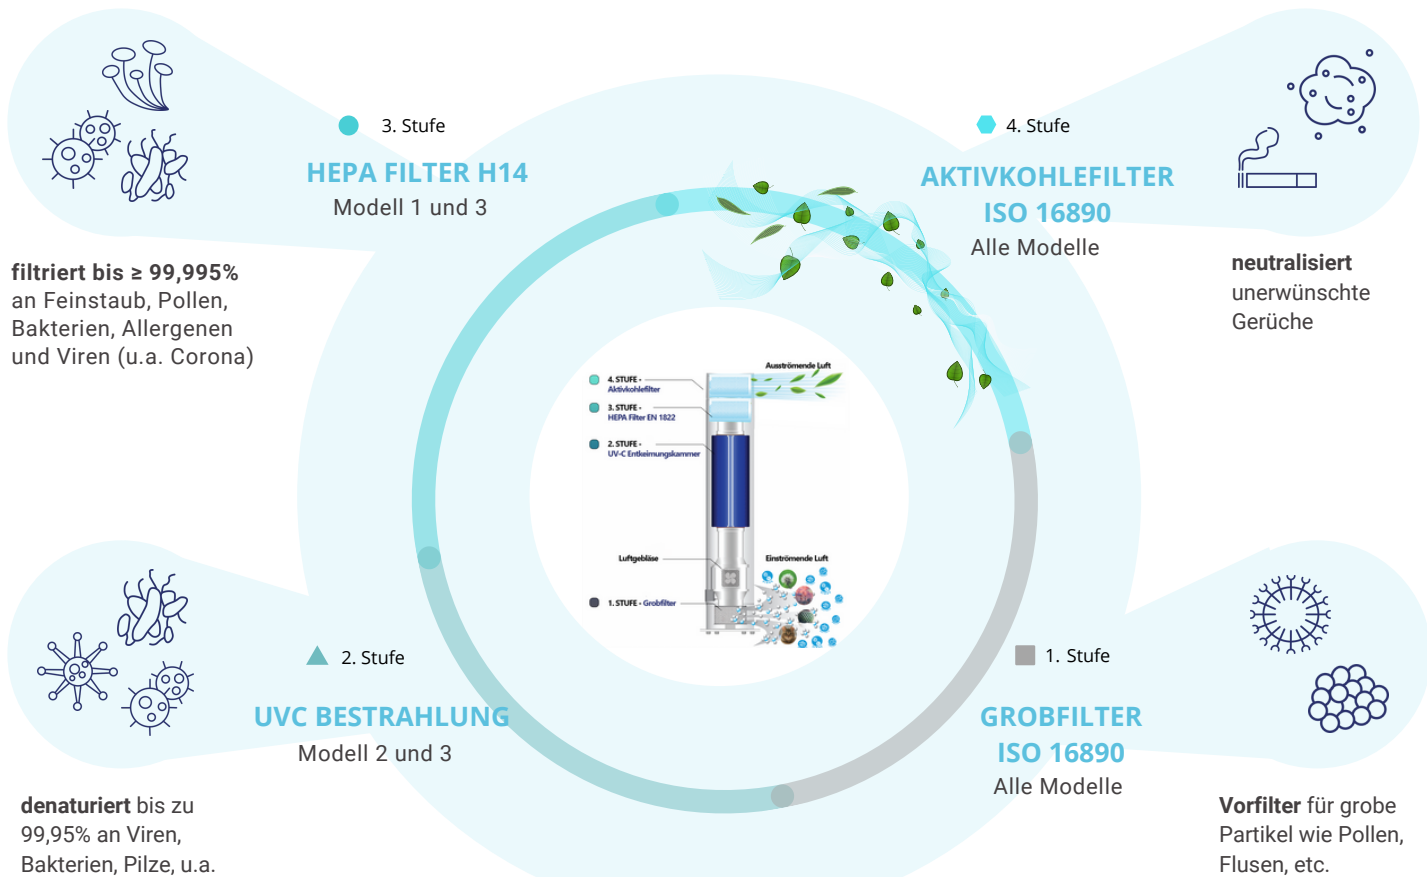 3. Stufe
HEPA FILTER H14
Modell 1 und 3
filtriert bis ≥ 99,995%
an Feinstaub, Pollen,
Bakterien, Allergenen
und Viren (u.a. Corona)
4. Stufe
AKTIVKOHLEFILTER
ISO 16890
Alle Modelle
neutralisiert
unerwünschte
Gerüche
Ausströmende Luft
4. STUFE -
Aktivkohlefilter
3. STUFE -
HEPA Filter EN 1822
2. STUFE -
UV-C Entkeimungskammer
Luftgebläse
Einströmende Luft
1. STUFE - Grobfilter
2. Stufe
UVC BESTRAHLUNG
Modell 2 und 3
denaturiert bis zu
99,95% an Viren,
Bakterien, Pilze, u.a.
1. Stufe
GROBFILTER
ISO 16890
Alle Modelle
Vorfilter für grobe
Partikel wie Pollen,
Flusen, etc.